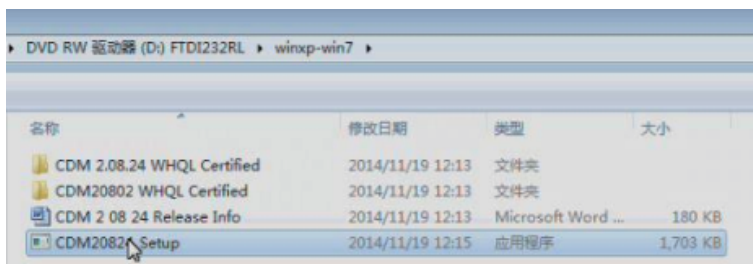 DVD RW 驱动器 (D:) FTDI232RL ▸ winxp-win7 ▸
名称 修改日期 类型 大小
CDM 2.08.24 WHQL Certified 2014/11/19 12:13 文件夹
CDM20802 WHQL Certified 2014/11/19 12:13 文件夹
CDM 2 08 24 Release Info 2014/11/19 12:13 Microsoft Word ... 180 KB
CDM20824_Setup 2014/11/19 12:15 应用程序 1,703 KB